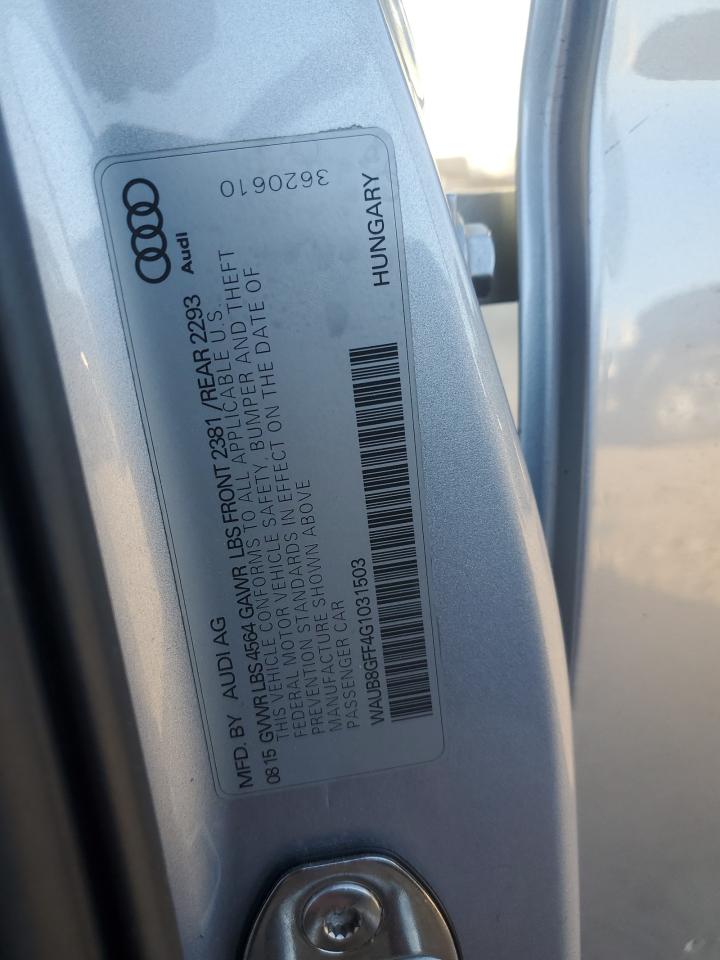 MFD. BY AUDI AG
Audi
0815 GVWR LBS 4564 GAWR LBS FRONT 2381/REAR 2293
THIS VEHICLE CONFORMS TO ALL APPLICABLE U.S.
FEDERAL MOTOR VEHICLE SAFETY, BUMPER AND THEFT
PREVENTION STANDARDS IN EFFECT ON THE DATE OF
MANUFACTURE SHOWN ABOVE
PASSENGER CAR
WAUB8GFF4G1031503
HUNGARY
3620610